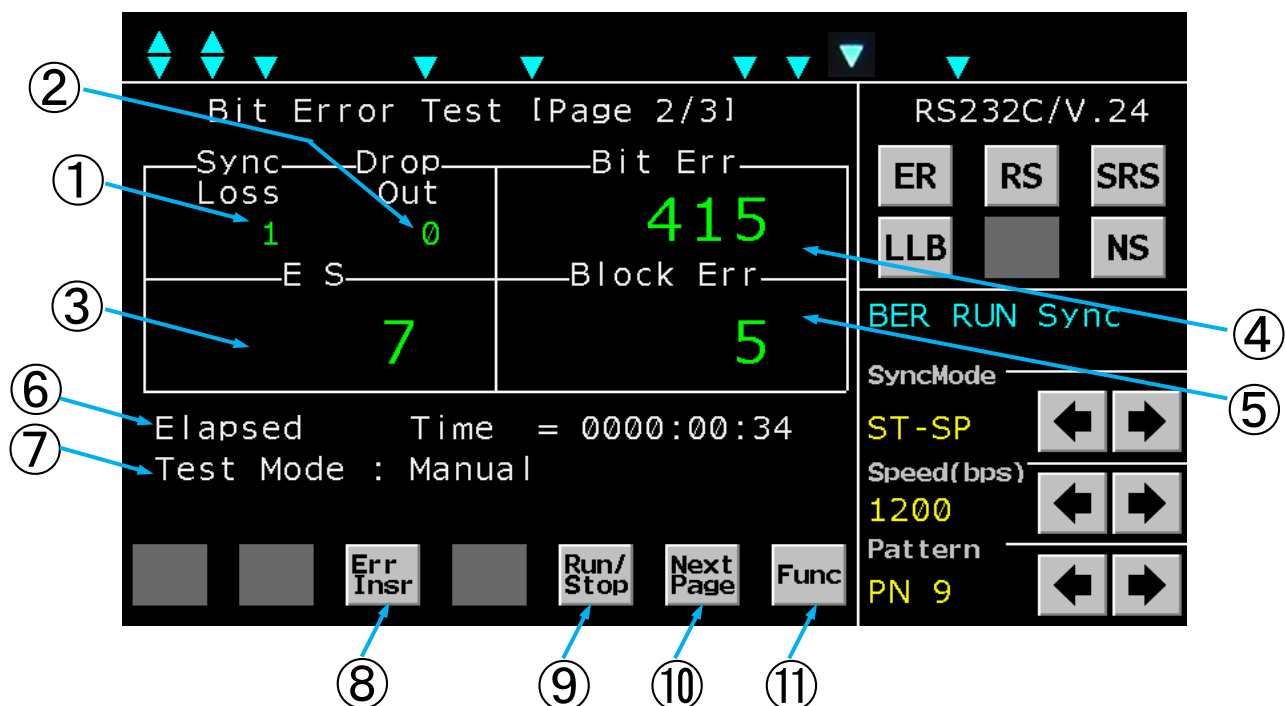 ②
Bit Error Test [Page 2/3]
RS232C/V.24
①
Sync Loss
Drop Out
Bit Err
1
0
415
ER RS SRS
LLB NS
③
E S
Block Err
7
5
BER RUN Sync
④
SyncMode
ST-SP
⑤
⑥
Elapsed Time = 0000:00:34
⑦
Test Mode : Manual
Speed(bps)
1200
Pattern
PN 9
Err Insr
Run/ Stop
Next Page
Func
⑧ ⑨ ⑩ ⑪